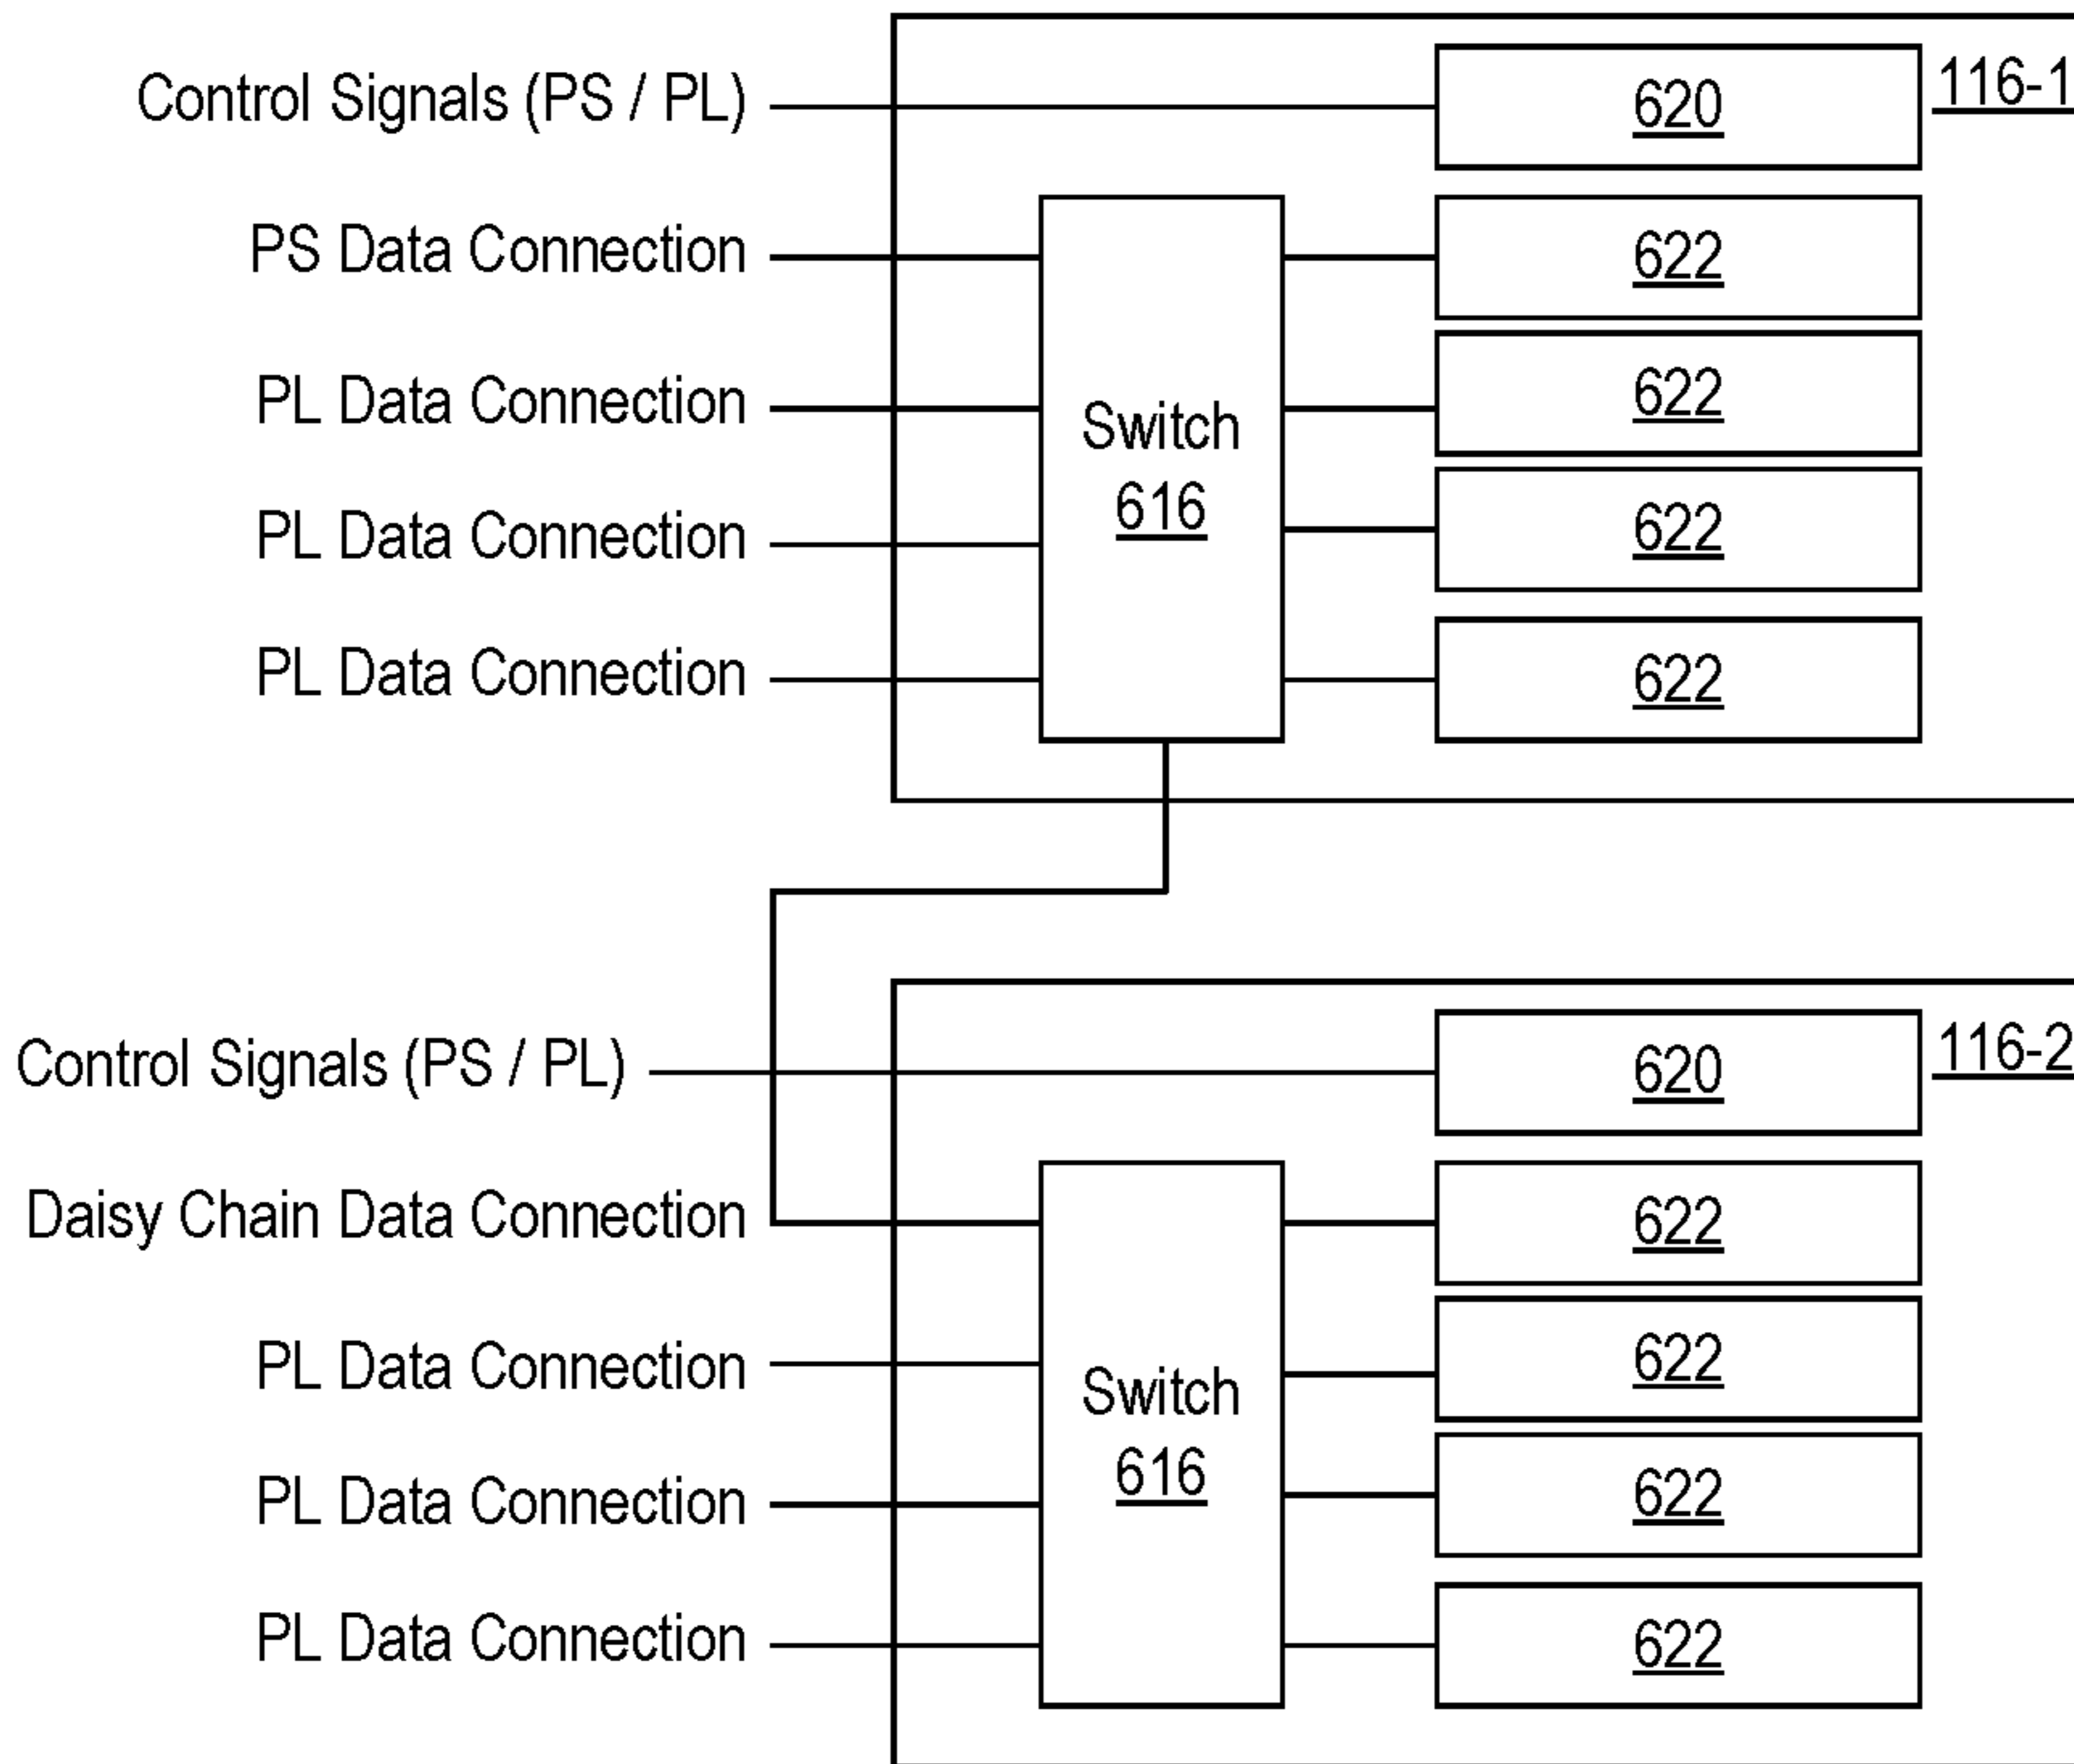 Control Signals (PS / PL)
620
116-1
PS Data Connection
622
PL Data Connection
622
Switch
616
PL Data Connection
622
PL Data Connection
622
Control Signals (PS / PL)
620
116-2
Daisy Chain Data Connection
622
PL Data Connection
622
Switch
616
PL Data Connection
622
PL Data Connection
622